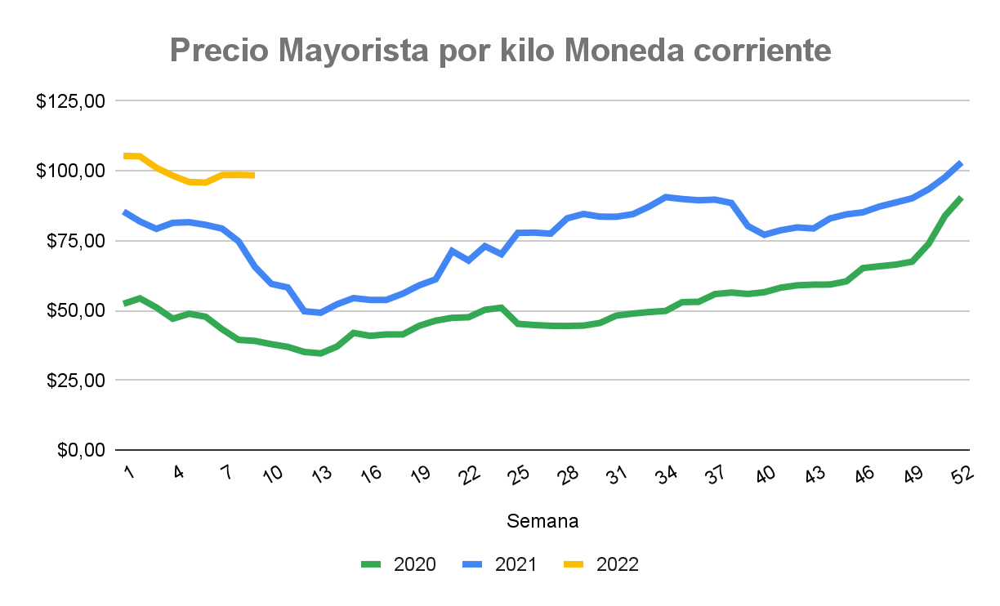 Precio Mayorista por kilo Moneda corriente
$125,00
$100,00
$75,00
$50,00
$25,00
$0,00
1 4 7 10 13 16 19 22 25 28 31 34 37 40 43 46 49 52
Semana
2020 2021 2022